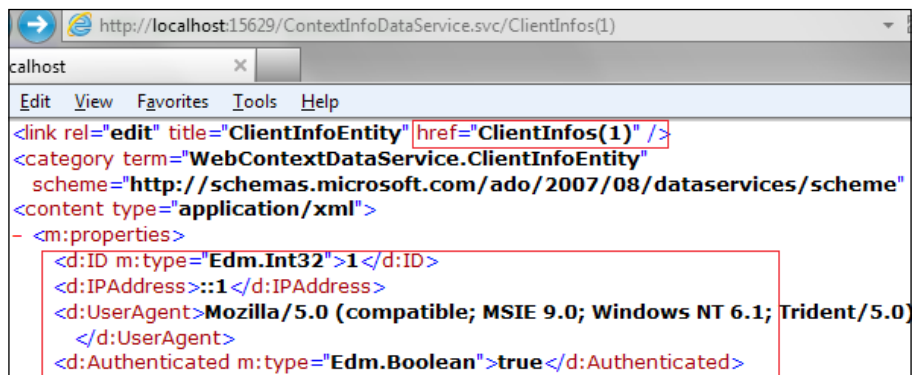 http://localhost:15629/ContextInfoDataService.svc/ClientInfos(1)
calhost
Edit View Favorites Tools Help
<link rel="edit" title="ClientInfoEntity" href="ClientInfos(1)" />
<category term="WebContextDataService.ClientInfoEntity"
scheme="http://schemas.microsoft.com/ado/2007/08/dataservices/scheme"
<content type="application/xml">
- <m:properties>
<d:ID m:type="Edm.Int32">1</d:ID>
<d:IPAddress>::1</d:IPAddress>
<d:UserAgent>Mozilla/5.0 (compatible; MSIE 9.0; Windows NT 6.1; Trident/5.0)
</d:UserAgent>
<d:Authenticated m:type="Edm.Boolean">true</d:Authenticated>